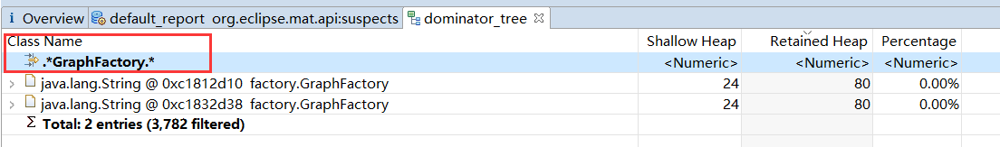 Overview default_report org.eclipse.mat.api:suspects dominator_tree
Class Name Shallow Heap Retained Heap Percentage
.*GraphFactory.* <Numeric> <Numeric> <Numeric>
java.lang.String @ 0xc1812d10 factory.GraphFactory 24 80 0.00%
java.lang.String @ 0xc1832d38 factory.GraphFactory 24 80 0.00%
Σ Total: 2 entries (3,782 filtered)